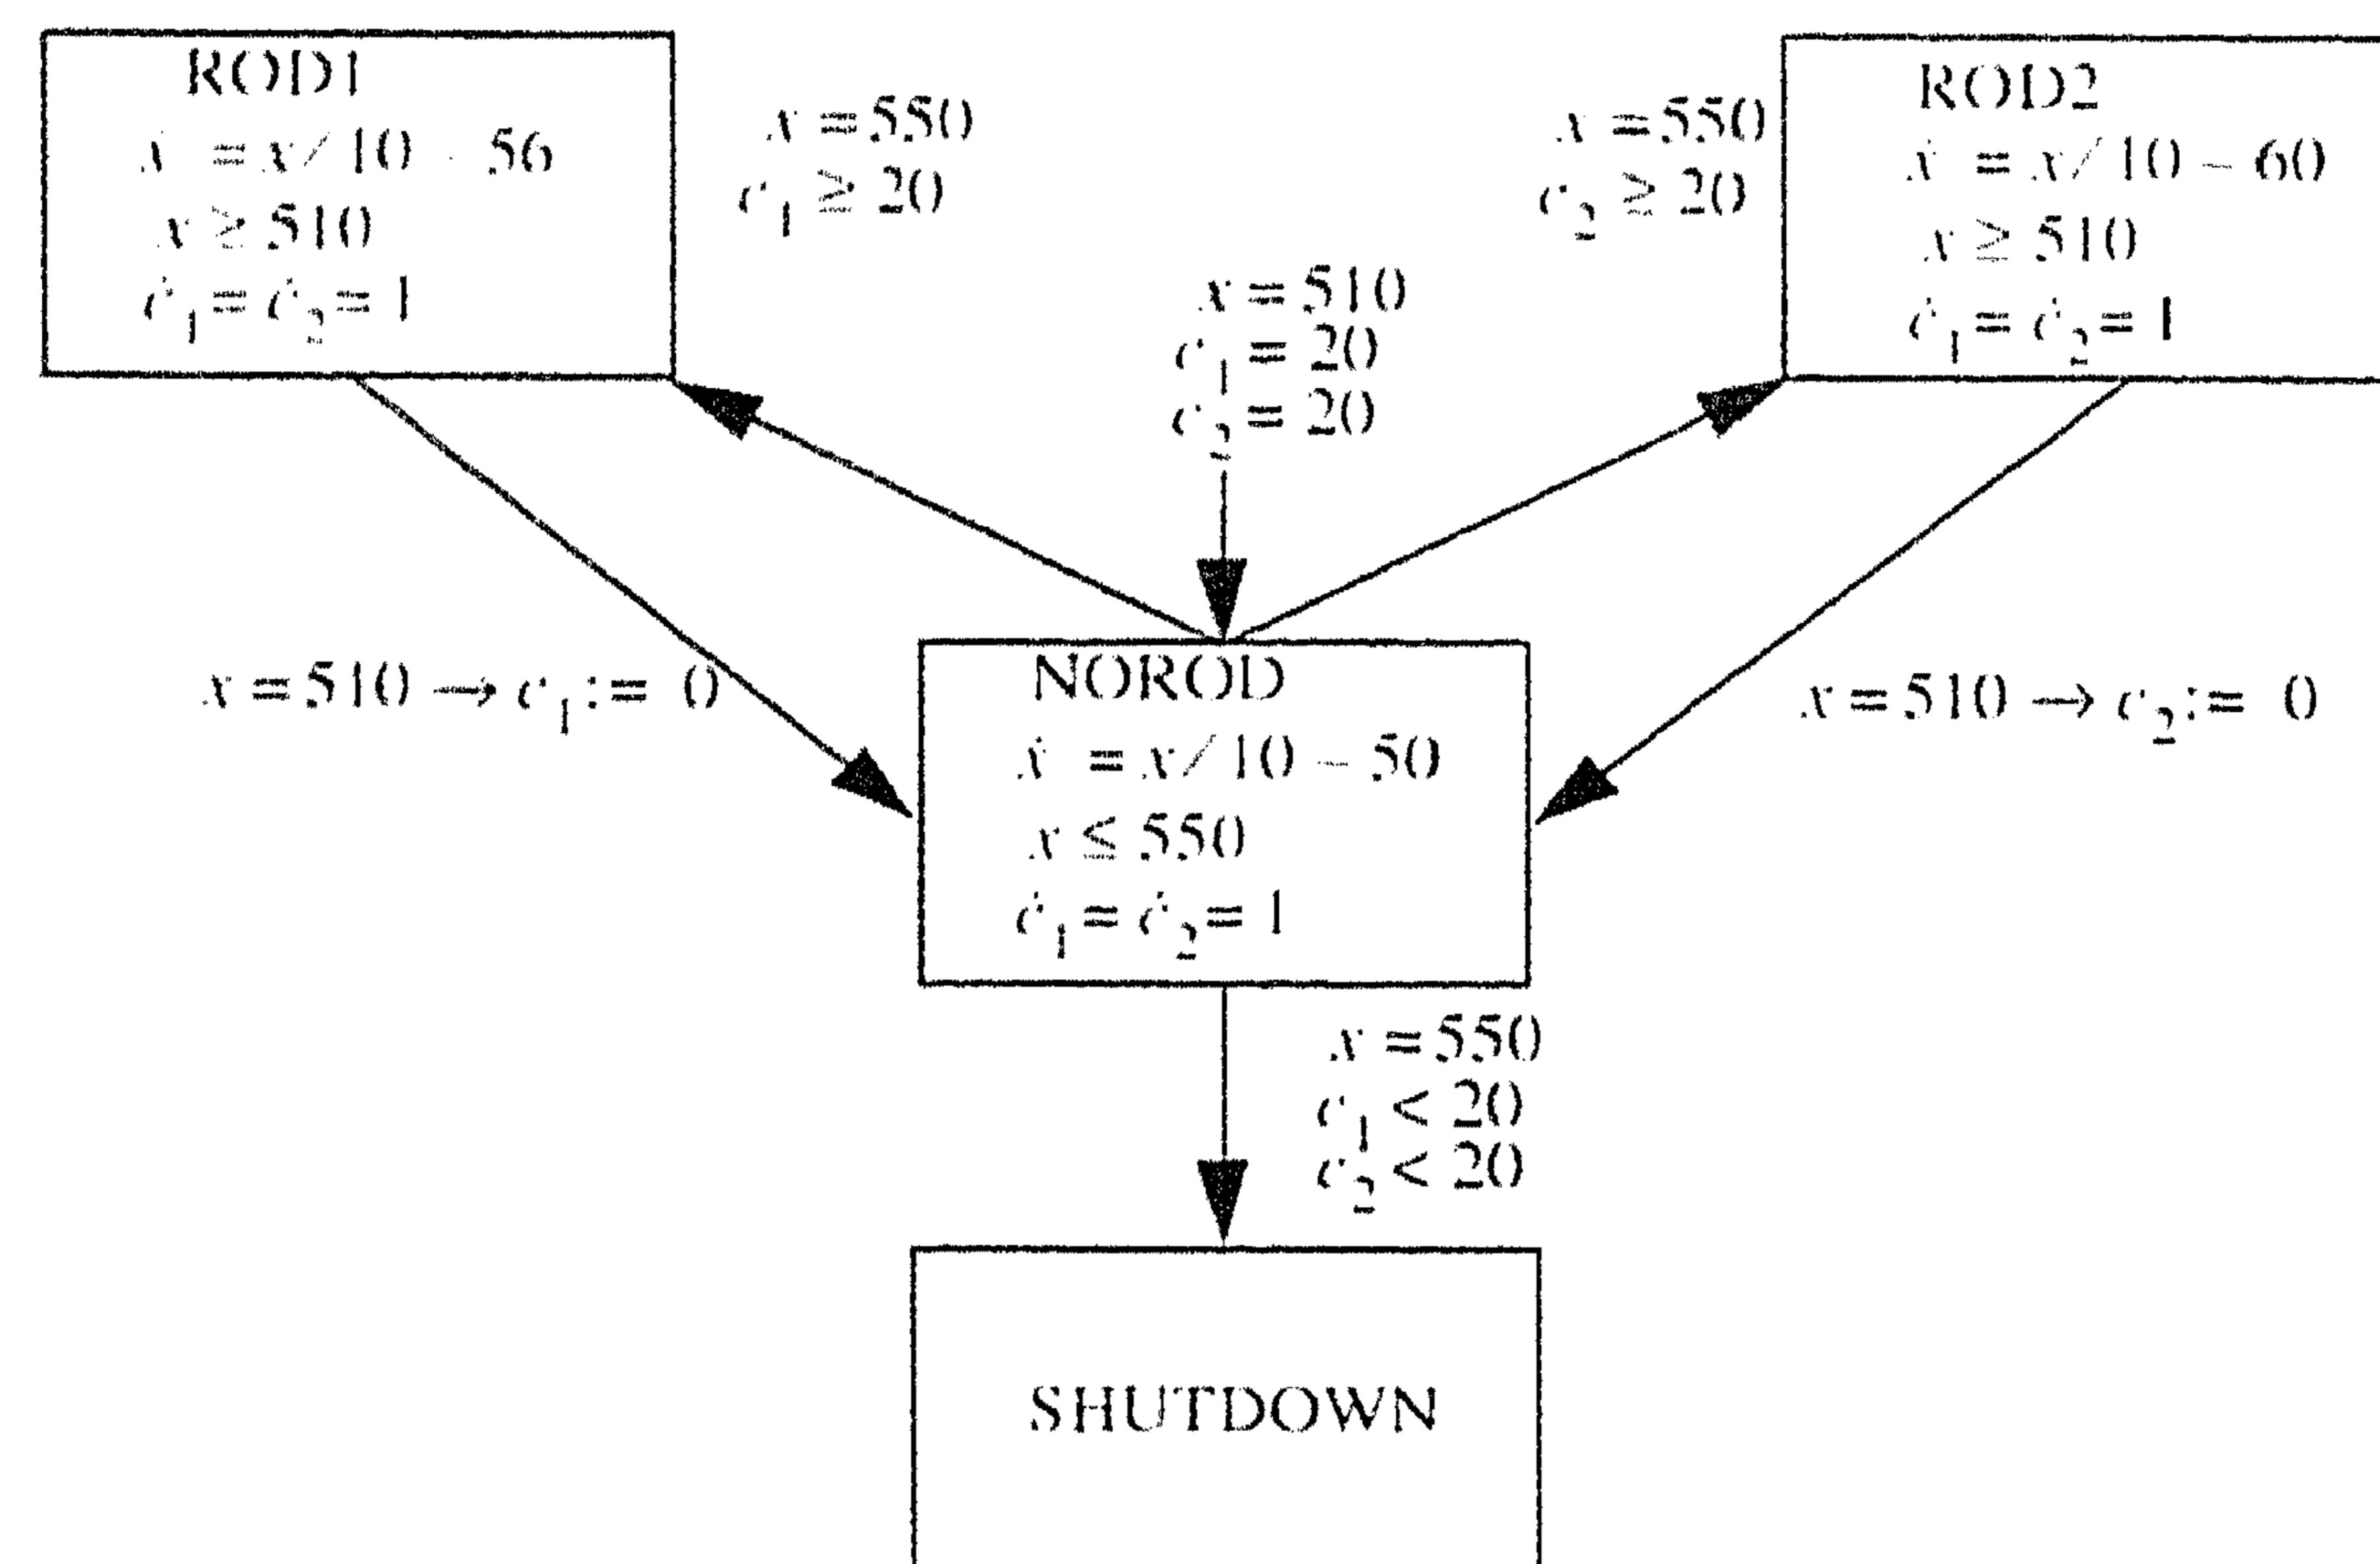 ROD1
ẋ = x/10 - 56
x ≥ 510
ċ₁ = ċ₂ = 1
x = 550
c₁ ≥ 20
x = 510
c₁ = 20
c₂ = 20
x = 550
c₂ ≥ 20
ROD2
ẋ = x/10 – 60
x ≥ 510
ċ₁ = ċ₂ = 1
x = 510 → c₁ := 0
NOROD
ẋ = x/10 – 50
x ≤ 550
ċ₁ = ċ₂ = 1
x = 510 → c₂ := 0
x = 550
c₁ < 20
c₂ < 20
SHUTDOWN